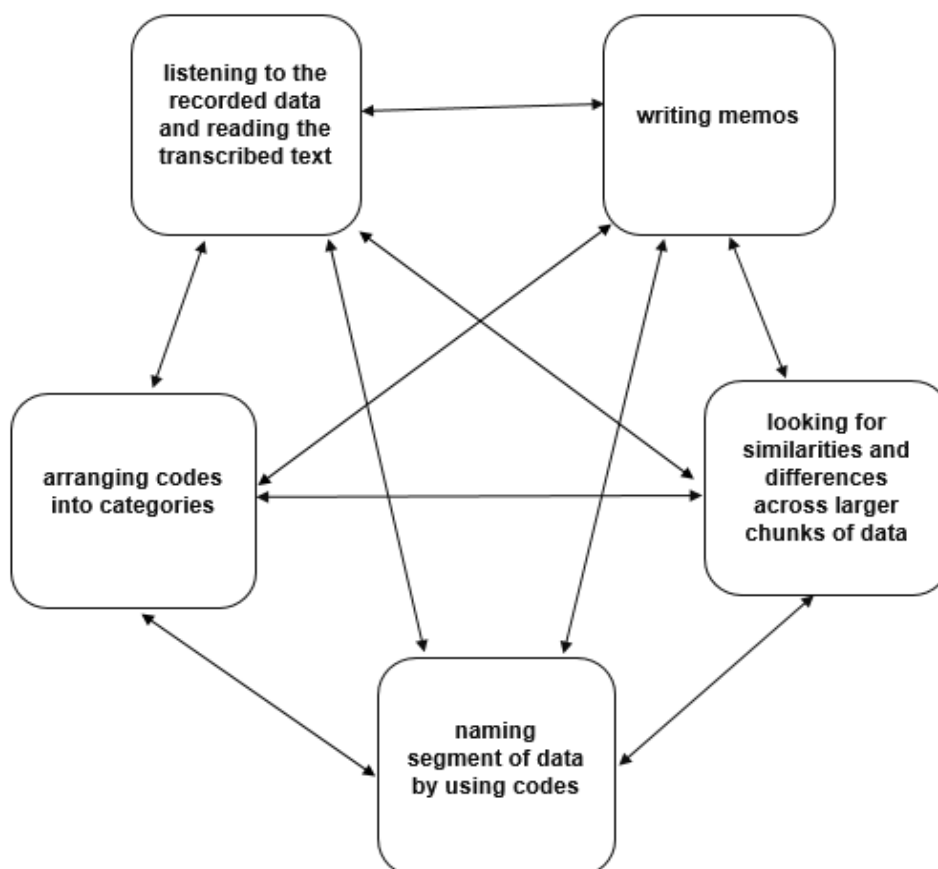 listening to the
recorded data
and reading the
transcribed text
writing memos
arranging codes
into categories
looking for
similarities and
differences
across larger
chunks of data
naming
segment of data
by using codes